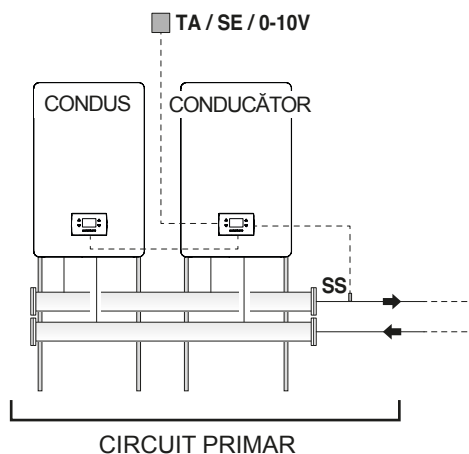 TA / SE / 0-10V
CONDUS
CONDUCĂTOR
SS
CIRCUIT PRIMAR